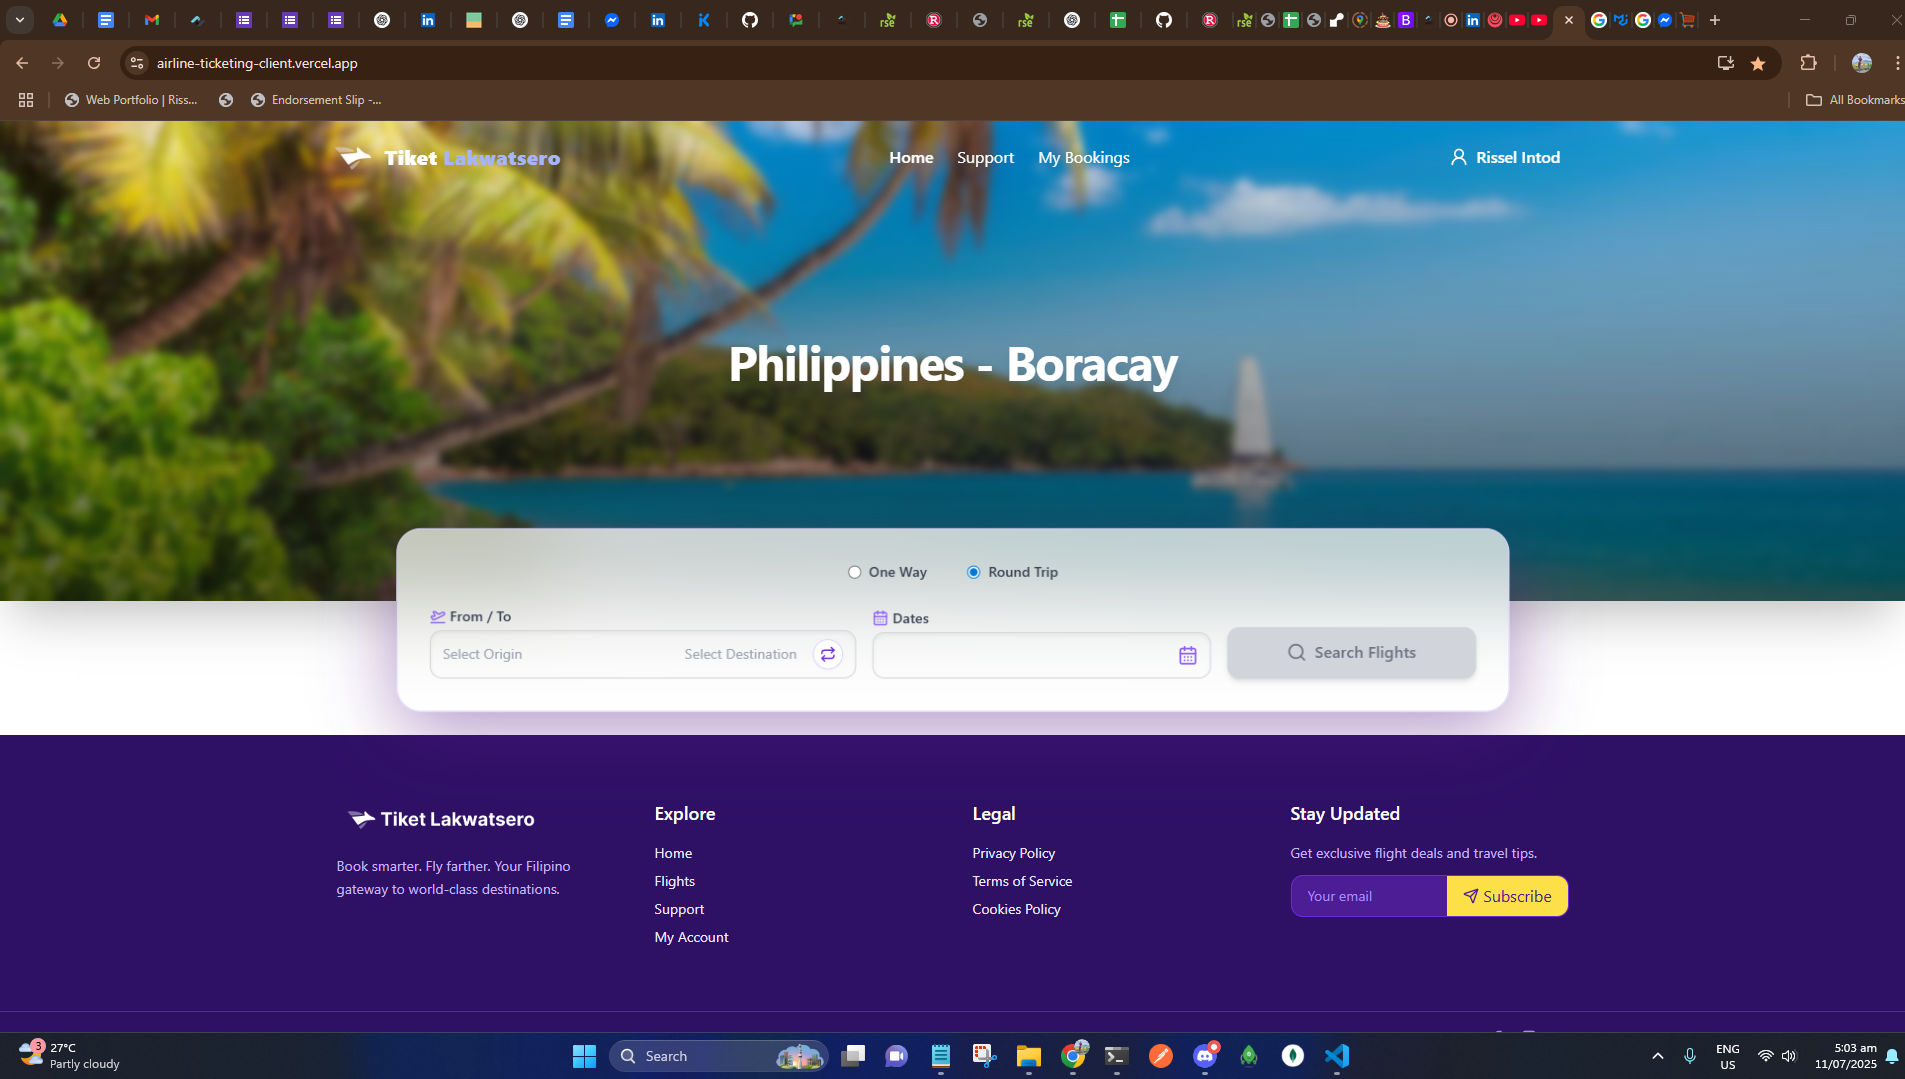 airline-ticketing-client.vercel.app
Web Portfolio | Riss...
Endorsement Slip -...
All Bookmarks
Tiket Lakwatsero
Home
Support
My Bookings
Rissel Intod
Philippines - Boracay
One Way
Round Trip
From / To
Dates
Select Origin
Select Destination
Search Flights
Tiket Lakwatsero
Book smarter. Fly farther. Your Filipino
gateway to world-class destinations.
Explore
Home
Flights
Support
My Account
Legal
Privacy Policy
Terms of Service
Cookies Policy
Stay Updated
Get exclusive flight deals and travel tips.
Your email
Subscribe
3
27°C
Partly cloudy
Search
ENG
US
5:03 am
11/07/2025